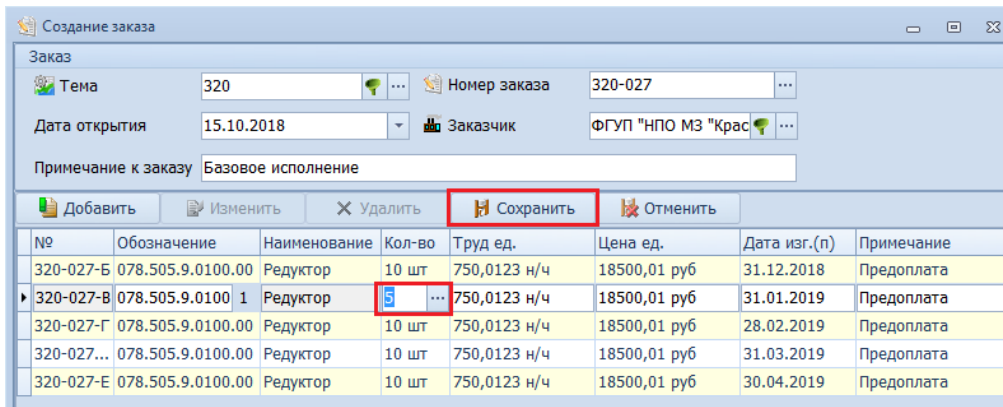 Создание заказа
Заказ
Тема 320 ... Номер заказа 320-027 ...
Дата открытия 15.10.2018 Заказчик ФГУП "НПО МЗ "Крас ...
Примечание к заказу Базовое исполнение
Добавить Изменить Удалить Сохранить Отменить
№ Обозначение Наименование Кол-во Труд ед. Цена ед. Дата изг.(п) Примечание
320-027-Б 078.505.9.0100.00 Редуктор 10 шт 750,0123 н/ч 18500,01 руб 31.12.2018 Предоплата
320-027-В 078.505.9.0100 1 Редуктор 5 ... 750,0123 н/ч 18500,01 руб 31.01.2019 Предоплата
320-027-Г 078.505.9.0100.00 Редуктор 10 шт 750,0123 н/ч 18500,01 руб 28.02.2019 Предоплата
320-027... 078.505.9.0100.00 Редуктор 10 шт 750,0123 н/ч 18500,01 руб 31.03.2019 Предоплата
320-027-Е 078.505.9.0100.00 Редуктор 10 шт 750,0123 н/ч 18500,01 руб 30.04.2019 Предоплата